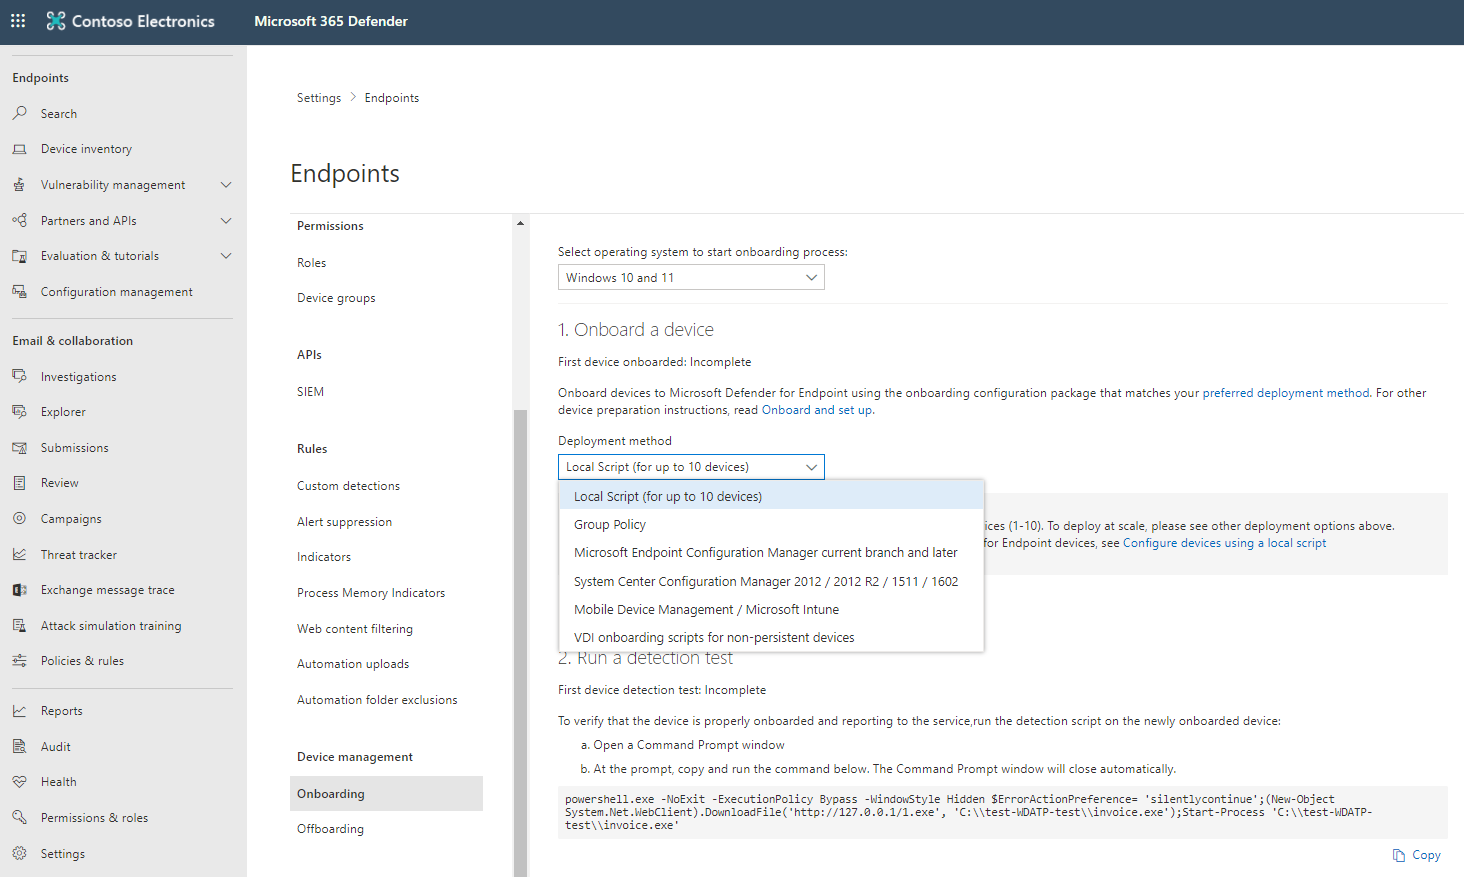 Contoso Electronics
Microsoft 365 Defender
Endpoints
Search
Device inventory
Vulnerability management
Partners and APIs
Evaluation & tutorials
Configuration management
Email & collaboration
Investigations
Explorer
Submissions
Review
Campaigns
Threat tracker
Exchange message trace
Attack simulation training
Policies & rules
Reports
Audit
Health
Permissions & roles
Settings
Settings > Endpoints
Endpoints
Permissions
Roles
Device groups
APIs
SIEM
Rules
Custom detections
Alert suppression
Indicators
Process Memory Indicators
Web content filtering
Automation uploads
Automation folder exclusions
Device management
Onboarding
Offboarding
Select operating system to start onboarding process:
Windows 10 and 11
1. Onboard a device
First device onboarded: Incomplete
Onboard devices to Microsoft Defender for Endpoint using the onboarding configuration package that matches your preferred deployment method. For other
device preparation instructions, read Onboard and set up.
Deployment method
Local Script (for up to 10 devices)
Local Script (for up to 10 devices)
Group Policy
Microsoft Endpoint Configuration Manager current branch and later
System Center Configuration Manager 2012 / 2012 R2 / 1511 / 1602
Mobile Device Management / Microsoft Intune
VDI onboarding scripts for non-persistent devices
(1-10). To deploy at scale, please see other deployment options above.
for Endpoint devices, see Configure devices using a local script
2. Run a detection test
First device detection test: Incomplete
To verify that the device is properly onboarded and reporting to the service,run the detection script on the newly onboarded device:
a. Open a Command Prompt window
b. At the prompt, copy and run the command below. The Command Prompt window will close automatically.
powershell.exe -NoExit -ExecutionPolicy Bypass -WindowStyle Hidden $ErrorActionPreference= 'silentlycontinue';(New-Object
System.Net.WebClient).DownloadFile('http://127.0.0.1/1.exe', 'C:\\test-WDATP-test\\invoice.exe');Start-Process 'C:\\test-WDATP-
test\\invoice.exe'
Copy